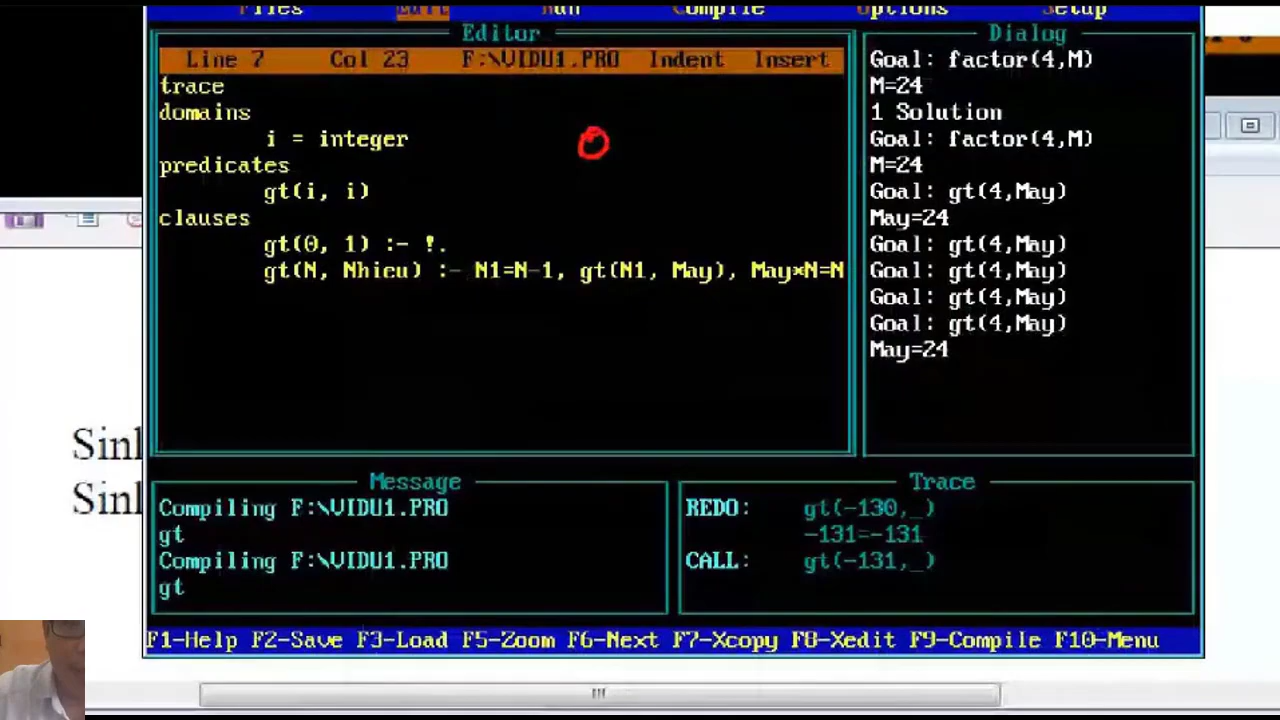 Files Edit Run Compile Options Setup
Editor
Line 7 Col 23 F:\VIDU1.PRO Indent Insert
trace
domains
i = integer
predicates
gt(i, i)
clauses
gt(0, 1) :- !.
gt(N, Nhieu) :- N1=N-1, gt(N1, May), May*N=N
Dialog
Goal: factor(4,M)
M=24
1 Solution
Goal: factor(4,M)
M=24
Goal: gt(4,May)
May=24
Goal: gt(4,May)
Goal: gt(4,May)
Goal: gt(4,May)
Goal: gt(4,May)
May=24
Sinl
Sinl
Message
Compiling F:\VIDU1.PRO
gt
Compiling F:\VIDU1.PRO
gt
Trace
REDO: gt(-130,_)
-131=-131
CALL: gt(-131,_)
F1-Help F2-Save F3-Load F5-Zoom F6-Next F7-Xcopy F8-Xedit F9-Compile F10-Menu